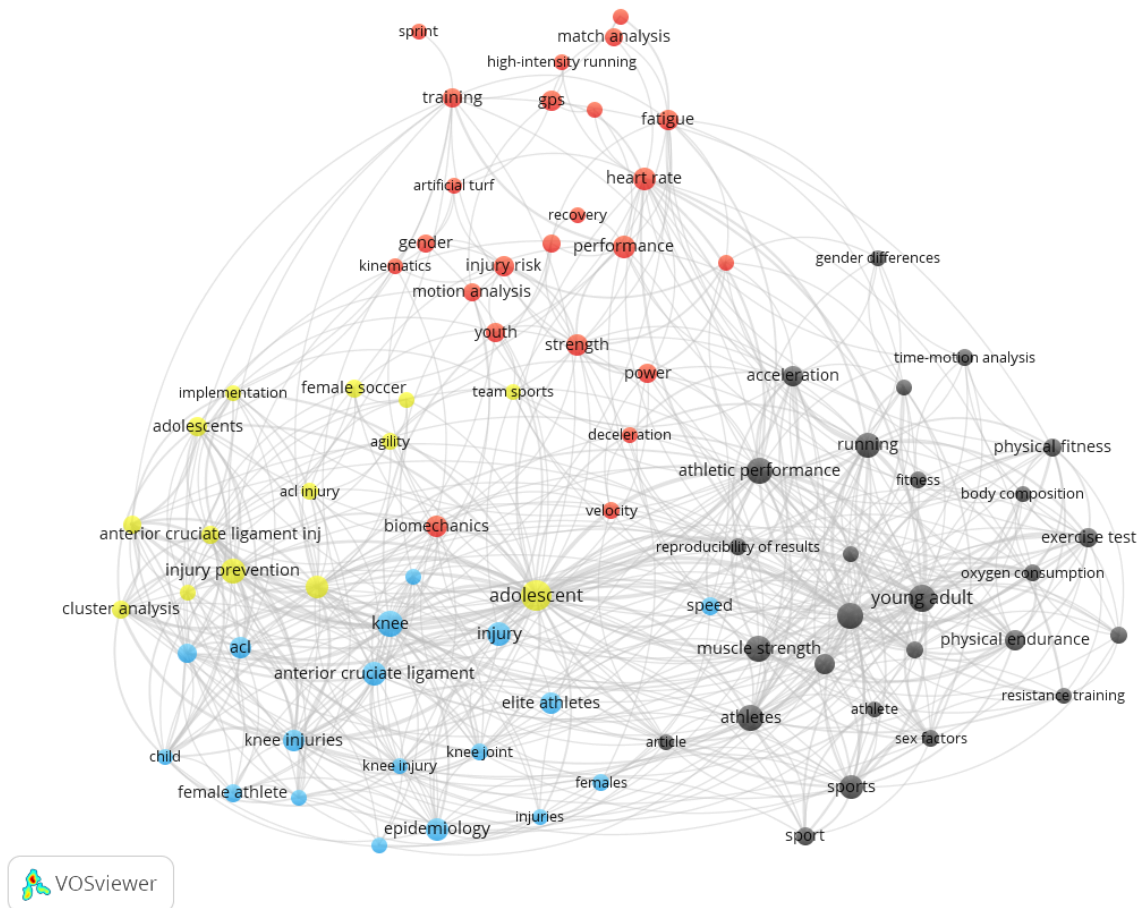 sprint
match analysis
high-intensity running
training
gps
fatigue
heart rate
artificial turf
recovery
gender
performance
gender differences
kinematics
injury risk
motion analysis
youth
strength
time-motion analysis
power
acceleration
implementation
female soccer
team sports
adolescents
agility
deceleration
running
physical fitness
athletic performance
fitness
acl injury
body composition
velocity
anterior cruciate ligament inj
biomechanics
exercise test
reproducibility of results
injury prevention
oxygen consumption
adolescent
young adult
cluster analysis
speed
knee
injury
physical endurance
acl
muscle strength
anterior cruciate ligament
resistance training
elite athletes
athlete
athletes
knee injuries
article
sex factors
child
knee joint
knee injury
females
sports
female athlete
injuries
epidemiology
sport
VOSviewer